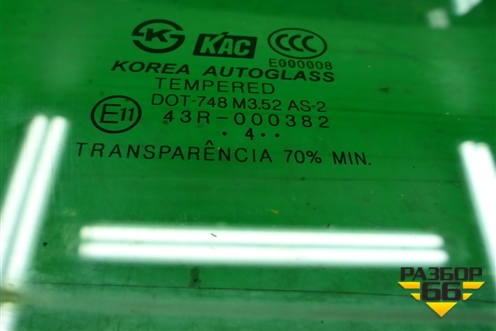 KS KAC CCC
E000008
KOREA AUTOGLASS
TEMPERED
DOT-748 M3.52 AS-2
E11 43R-000382
· 4 · ·
TRANSPARÊNCIA 70% MIN.
РАЗБОР
66